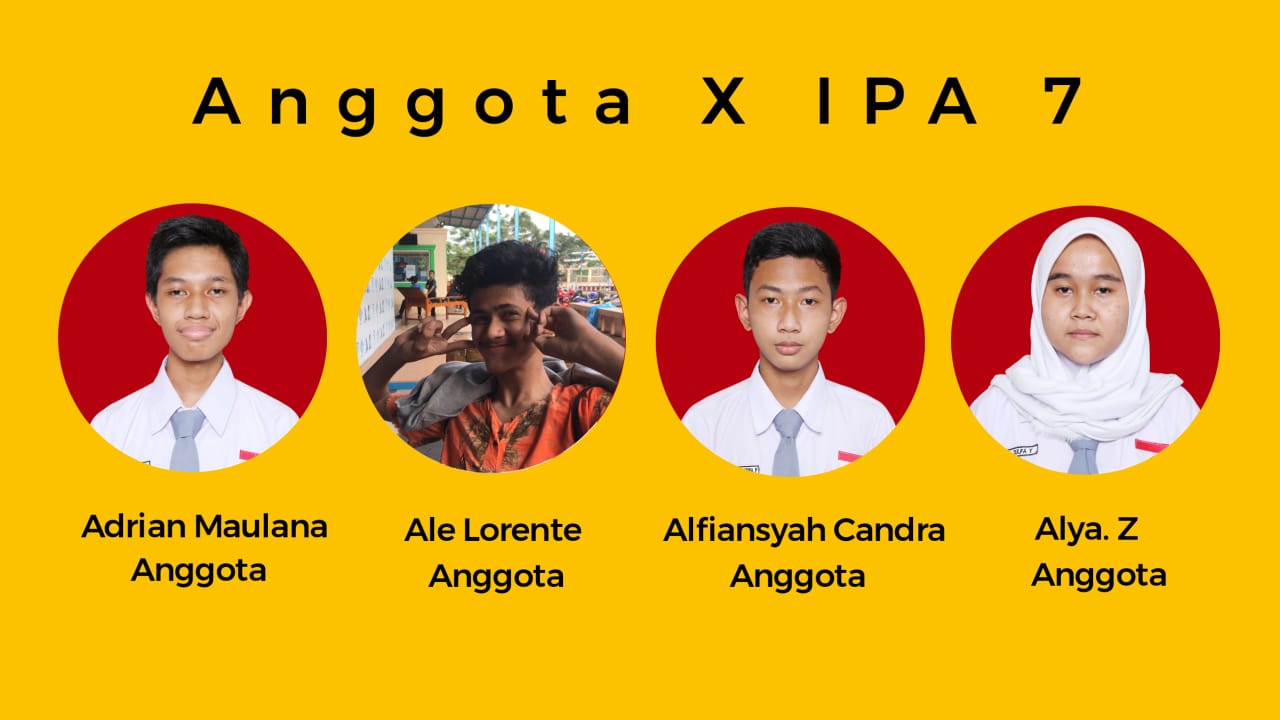 Anggota X IPA 7
Adrian Maulana
Anggota
Ale Lorente
Anggota
Alfiansyah Candra
Anggota
Alya. Z
Anggota